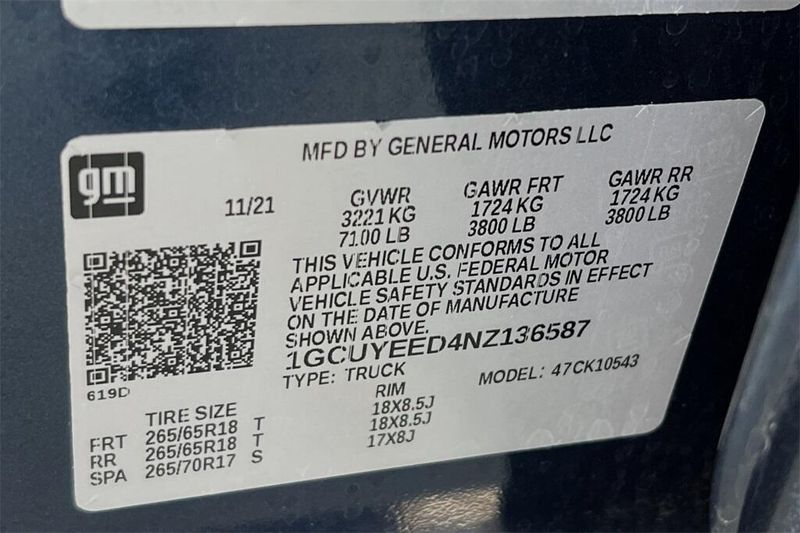 MFD BY GENERAL MOTORS LLC
gm
11/21
GVWR
3221 KG
7100 LB
GAWR FRT
1724 KG
3800 LB
GAWR RR
1724 KG
3800 LB
THIS VEHICLE CONFORMS TO ALL
APPLICABLE U.S. FEDERAL MOTOR
VEHICLE SAFETY STANDARDS IN EFFECT
ON THE DATE OF MANUFACTURE
SHOWN ABOVE.
1GCUYEED4NZ136587
TYPE: TRUCK
MODEL: 47CK10543
619D
TIRE SIZE RIM
FRT 265/65R18 T 18X8.5J
RR 265/65R18 T 18X8.5J
SPA 265/70R17 S 17X8J